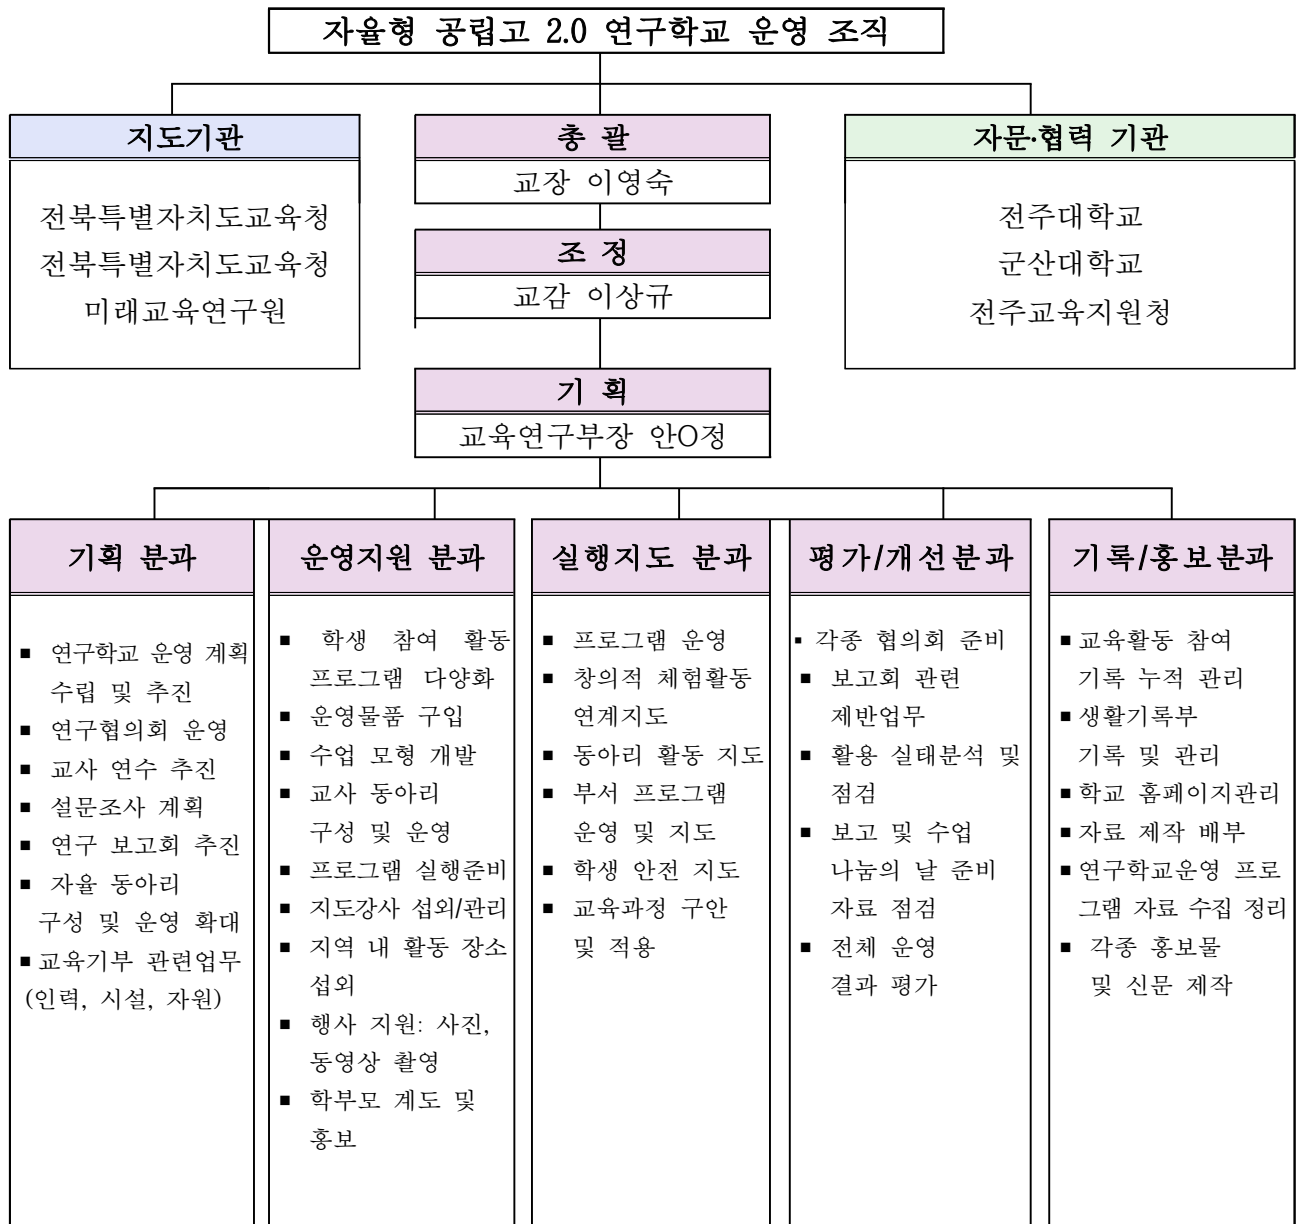 자율형 공립고 2.0 연구학교 운영 조직
지도기관
전북특별자치도교육청
전북특별자치도교육청
미래교육연구원
총 괄
교장 이영숙
조 정
교감 이상규
기 획
교육연구부장 안O정
자문·협력 기관
전주대학교
군산대학교
전주교육지원청
기획 분과
▪ 연구학교 운영 계획
수립 및 추진
▪ 연구협의회 운영
▪ 교사 연수 추진
▪ 설문조사 계획
▪ 연구 보고회 추진
▪ 자율 동아리
구성 및 운영 확대
▪교육기부 관련업무
(인력, 시설, 자원)
운영지원 분과
▪ 학생 참여 활동
프로그램 다양화
▪ 운영물품 구입
▪ 수업 모형 개발
▪ 교사 동아리
구성 및 운영
▪ 프로그램 실행준비
▪ 지도강사 섭외/관리
▪ 지역 내 활동 장소
섭외
▪ 행사 지원: 사진,
동영상 촬영
▪ 학부모 계도 및
홍보
실행지도 분과
▪ 프로그램 운영
▪ 창의적 체험활동
연계지도
▪ 동아리 활동 지도
▪ 부서 프로그램
운영 및 지도
▪ 학생 안전 지도
▪ 교육과정 구안
및 적용
평가/개선분과
▪ 각종 협의회 준비
▪ 보고회 관련
제반업무
▪ 활용 실태분석 및
점검
▪ 보고 및 수업
나눔의 날 준비
자료 점검
▪ 전체 운영
결과 평가
기록/홍보분과
▪교육활동 참여
기록 누적 관리
▪생활기록부
기록 및 관리
▪학교 홈페이지관리
▪자료 제작 배부
▪연구학교운영 프로
그램 자료 수집 정리
▪ 각종 홍보물
및 신문 제작